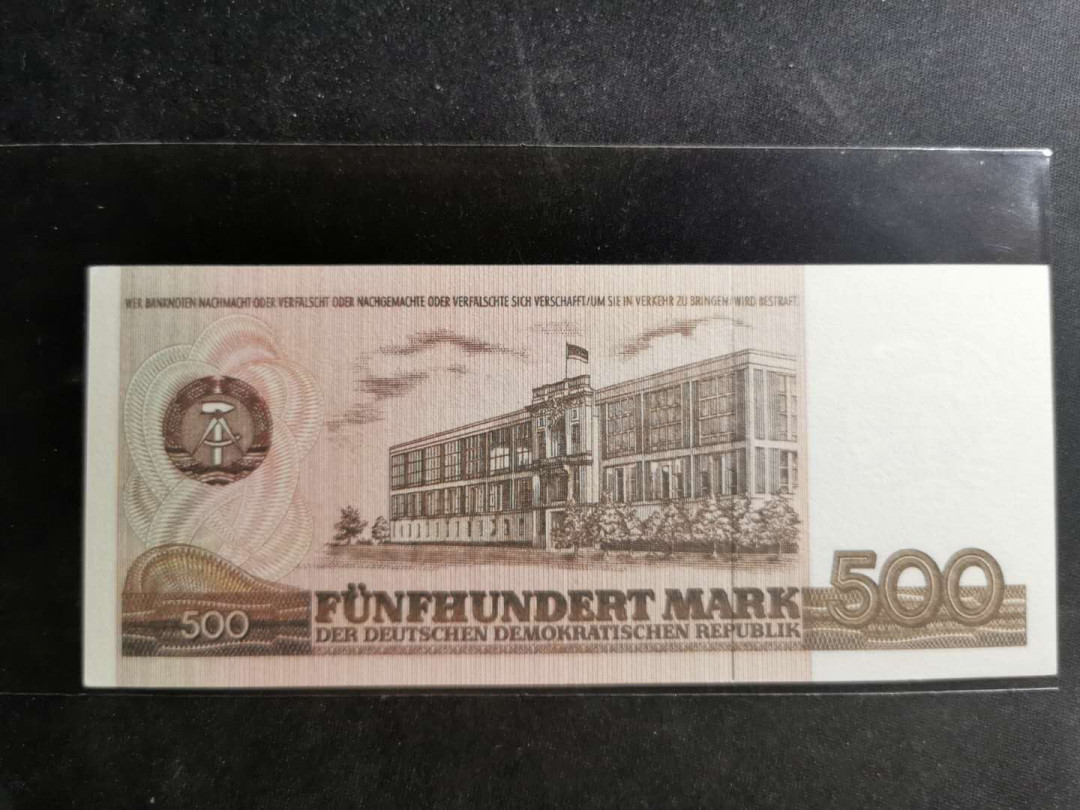 WER BANKNOTEN NACHMACHT ODER VERFÄLSCHT ODER NACHGEMACHTE ODER VERFÄLSCHTE SICH VERSCHAFFT/UM SIE IN VERKEHR ZU BRINGEN/WIRD BESTRAFT.
500
FÜNFHUNDERT MARK
DER DEUTSCHEN DEMOKRATISCHEN REPUBLIK
500